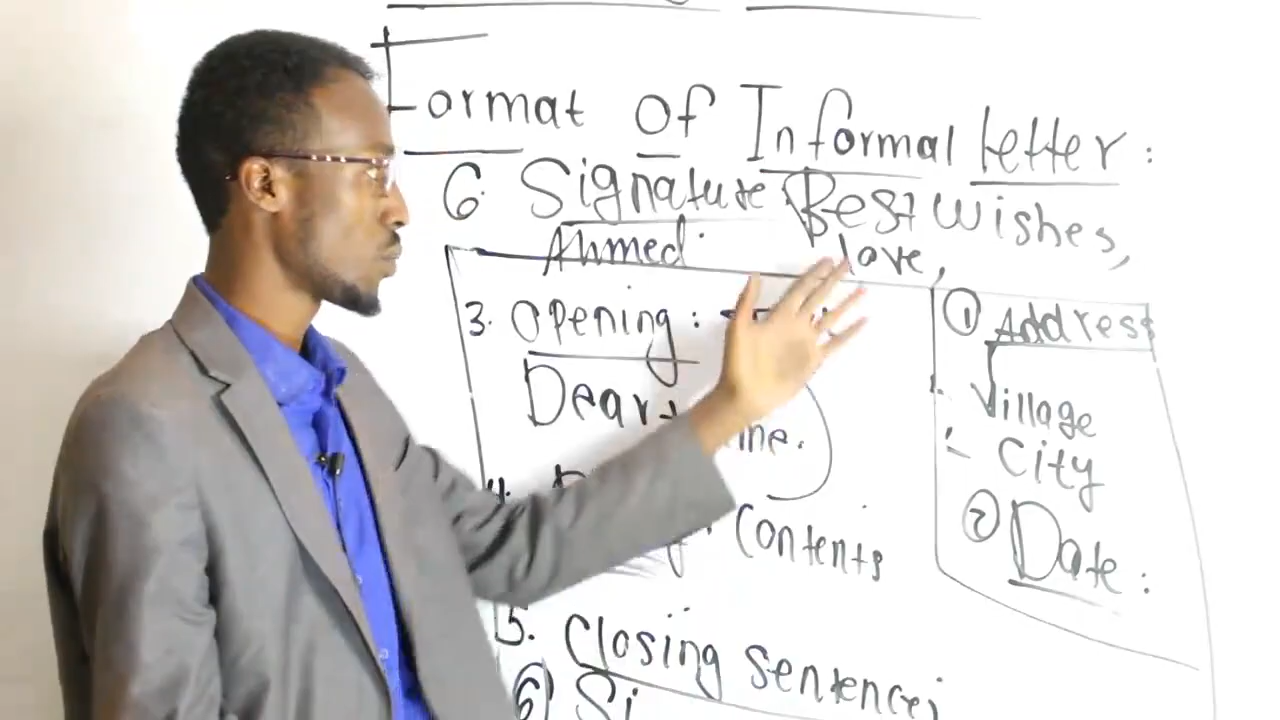 Format of Informal letter:
6. Signature Best wishes,
Ahmed. love,
3. Opening:
Dear
① Address
- Village
- City
② Date:
4.
: Contents
5. Closing sentence;
⑥ Si